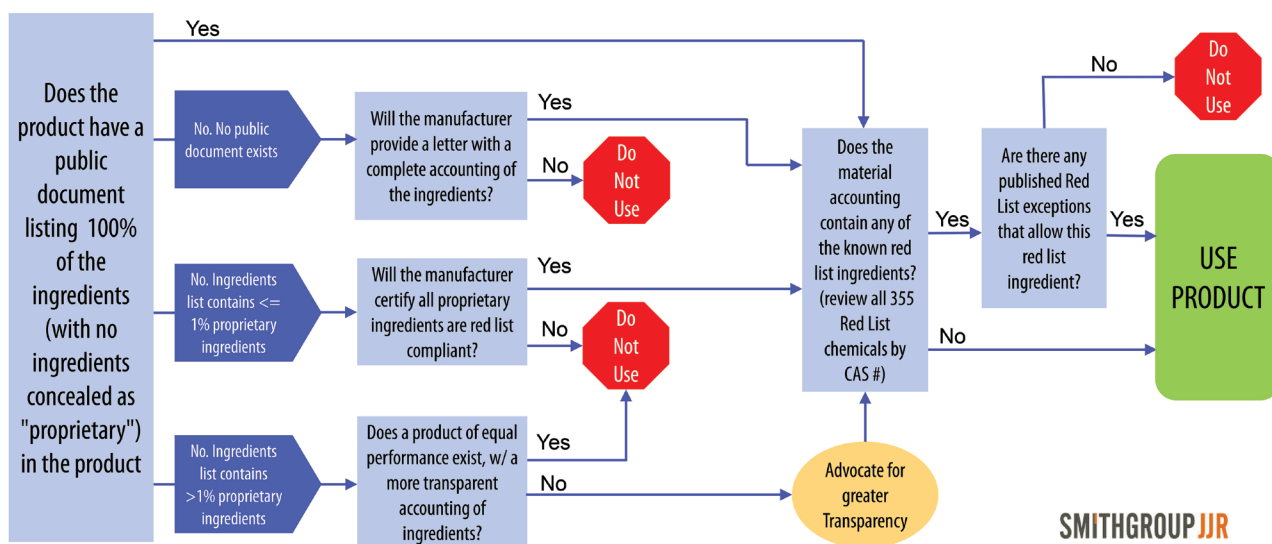 Does the
product have a
public
document
listing 100%
of the
ingredients
(with no
ingredients
concealed as
"proprietary")
in the product
Yes
No. No public
document exists
Will the manufacturer
provide a letter with a
complete accounting of
the ingredients?
Yes
No
Do
Not
Use
No. Ingredients
list contains <=
1% proprietary
ingredients
Will the manufacturer
certify all proprietary
ingredients are red list
compliant?
Yes
No
Do
Not
Use
No. Ingredients
list contains
>1% proprietary
ingredients
Does a product of equal
performance exist, w/ a
more transparent
accounting of
ingredients?
Yes
No
Advocate for
greater
Transparency
Does the
material
accounting
contain any
of the known red
list ingredients?
(review all 355
Red List
chemicals by
CAS #)
Yes
No
Are there any
published Red
List exceptions
that allow this
red list
ingredient?
No
Do
Not
Use
Yes
USE
PRODUCT
SMITHGROUP JJR